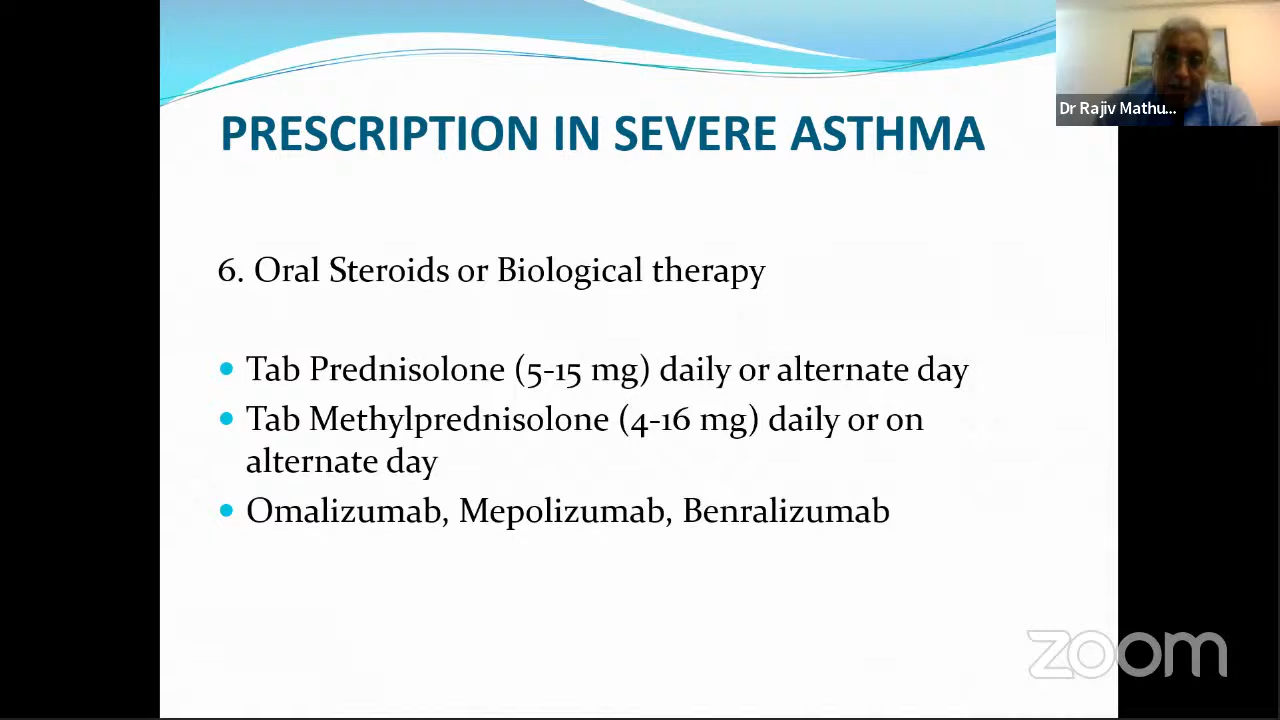 Dr Rajiv Mathu...
PRESCRIPTION IN SEVERE ASTHMA
6. Oral Steroids or Biological therapy
• Tab Prednisolone (5-15 mg) daily or alternate day
• Tab Methylprednisolone (4-16 mg) daily or on
alternate day
• Omalizumab, Mepolizumab, Benralizumab
zoom